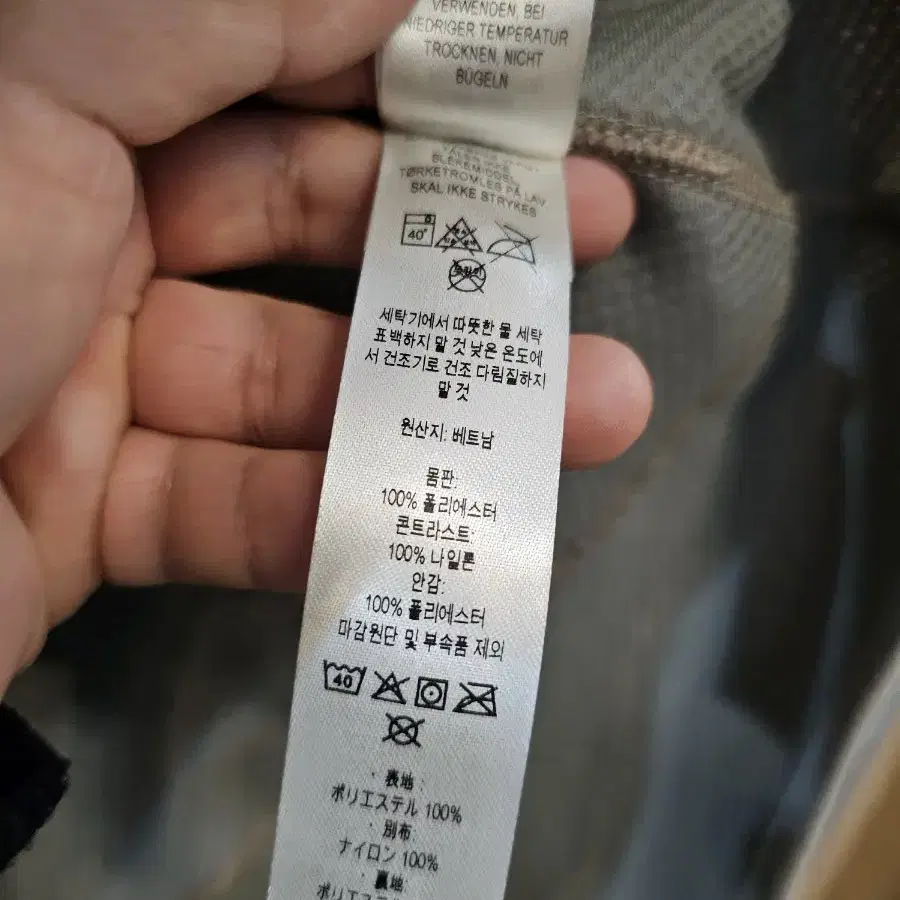 VERWENDEN, BEI
NIEDRIGER TEMPERATUR
TROCKNEN, NICHT
BÜGELN
BLEKEMIDDEL,
TØRKETROMLES PÅ LAV,
SKAL IKKE STRYKES
40°
세탁기에서 따뜻한 물 세탁
표백하지 말 것 낮은 온도에
서 건조기로 건조 다림질하지
말 것
원산지: 베트남
몸판:
100% 폴리에스터
콘트라스트:
100% 나일론
안감:
100% 폴리에스터
마감원단 및 부속품 제외
40
・表地:
ポリエステル 100%
・別布
ナイロン 100%
・裏地: